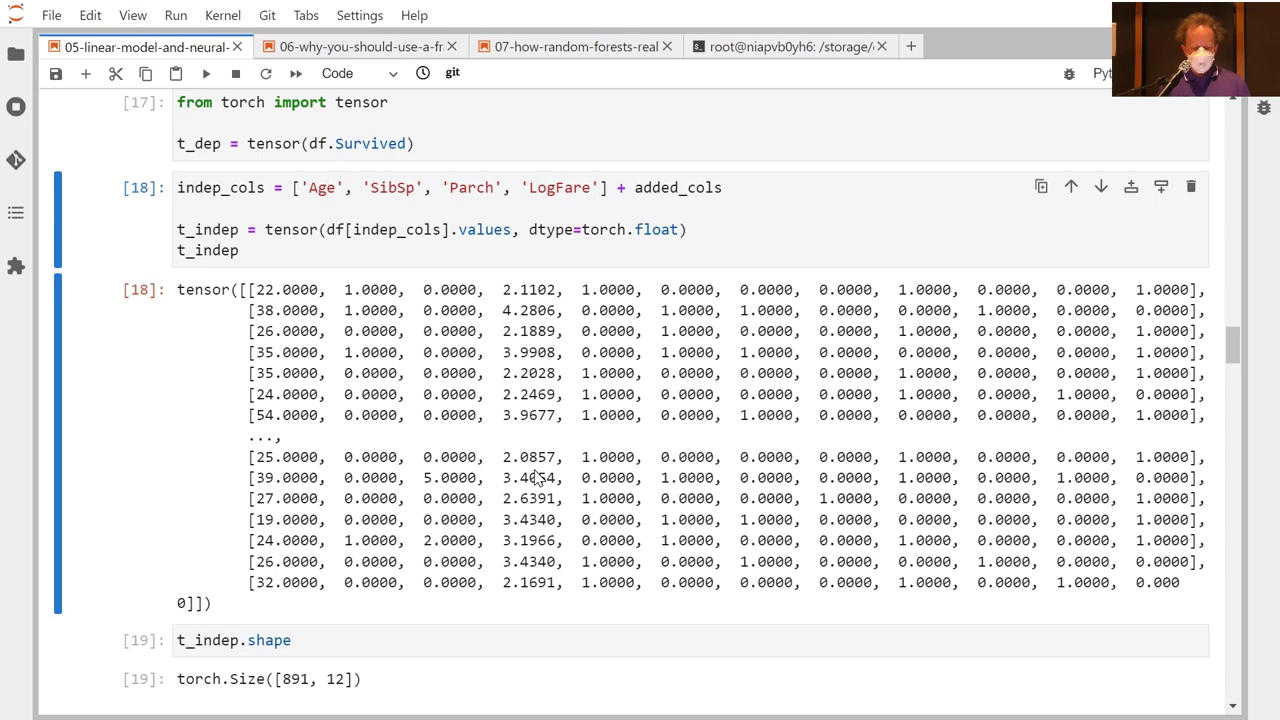 File Edit View Run Kernel Git Tabs Settings Help
05-linear-model-and-neural- 06-why-you-should-use-a-fr 07-how-random-forests-real root@niapvb0yh6: /storage/
Code git Pyt
[17]: from torch import tensor
t_dep = tensor(df.Survived)
[18]: indep_cols = ['Age', 'SibSp', 'Parch', 'LogFare'] + added_cols
t_indep = tensor(df[indep_cols].values, dtype=torch.float)
t_indep
[18]: tensor([[22.0000, 1.0000, 0.0000, 2.1102, 1.0000, 0.0000, 0.0000, 0.0000, 1.0000, 0.0000, 0.0000, 1.0000],
[38.0000, 1.0000, 0.0000, 4.2806, 0.0000, 1.0000, 1.0000, 0.0000, 0.0000, 1.0000, 0.0000, 0.0000],
[26.0000, 0.0000, 0.0000, 2.1889, 0.0000, 1.0000, 0.0000, 0.0000, 1.0000, 0.0000, 0.0000, 1.0000],
[35.0000, 1.0000, 0.0000, 3.9908, 0.0000, 1.0000, 1.0000, 0.0000, 0.0000, 0.0000, 0.0000, 1.0000],
[35.0000, 0.0000, 0.0000, 2.2028, 1.0000, 0.0000, 0.0000, 0.0000, 1.0000, 0.0000, 0.0000, 1.0000],
[24.0000, 0.0000, 0.0000, 2.2469, 1.0000, 0.0000, 0.0000, 0.0000, 1.0000, 0.0000, 1.0000, 0.0000],
[54.0000, 0.0000, 0.0000, 3.9677, 1.0000, 0.0000, 1.0000, 0.0000, 0.0000, 0.0000, 0.0000, 1.0000],
...,
[25.0000, 0.0000, 0.0000, 2.0857, 1.0000, 0.0000, 0.0000, 0.0000, 1.0000, 0.0000, 0.0000, 1.0000],
[39.0000, 0.0000, 5.0000, 0.0000, 1.0000, 0.0000, 0.0000, 1.0000, 0.0000, 1.0000, 0.0000],
[27.0000, 0.0000, 0.0000, 2.6391, 1.0000, 0.0000, 0.0000, 1.0000, 0.0000, 0.0000, 0.0000, 1.0000],
[19.0000, 0.0000, 0.0000, 3.4340, 0.0000, 1.0000, 1.0000, 0.0000, 0.0000, 0.0000, 0.0000, 1.0000],
[24.0000, 1.0000, 2.0000, 3.1966, 0.0000, 1.0000, 0.0000, 0.0000, 1.0000, 0.0000, 0.0000, 1.0000],
[26.0000, 0.0000, 0.0000, 3.4340, 1.0000, 0.0000, 1.0000, 0.0000, 0.0000, 1.0000, 0.0000, 0.0000],
[32.0000, 0.0000, 0.0000, 2.1691, 1.0000, 0.0000, 0.0000, 0.0000, 1.0000, 0.0000, 1.0000, 0.000
0]])
[19]: t_indep.shape
[19]: torch.Size([891, 12])